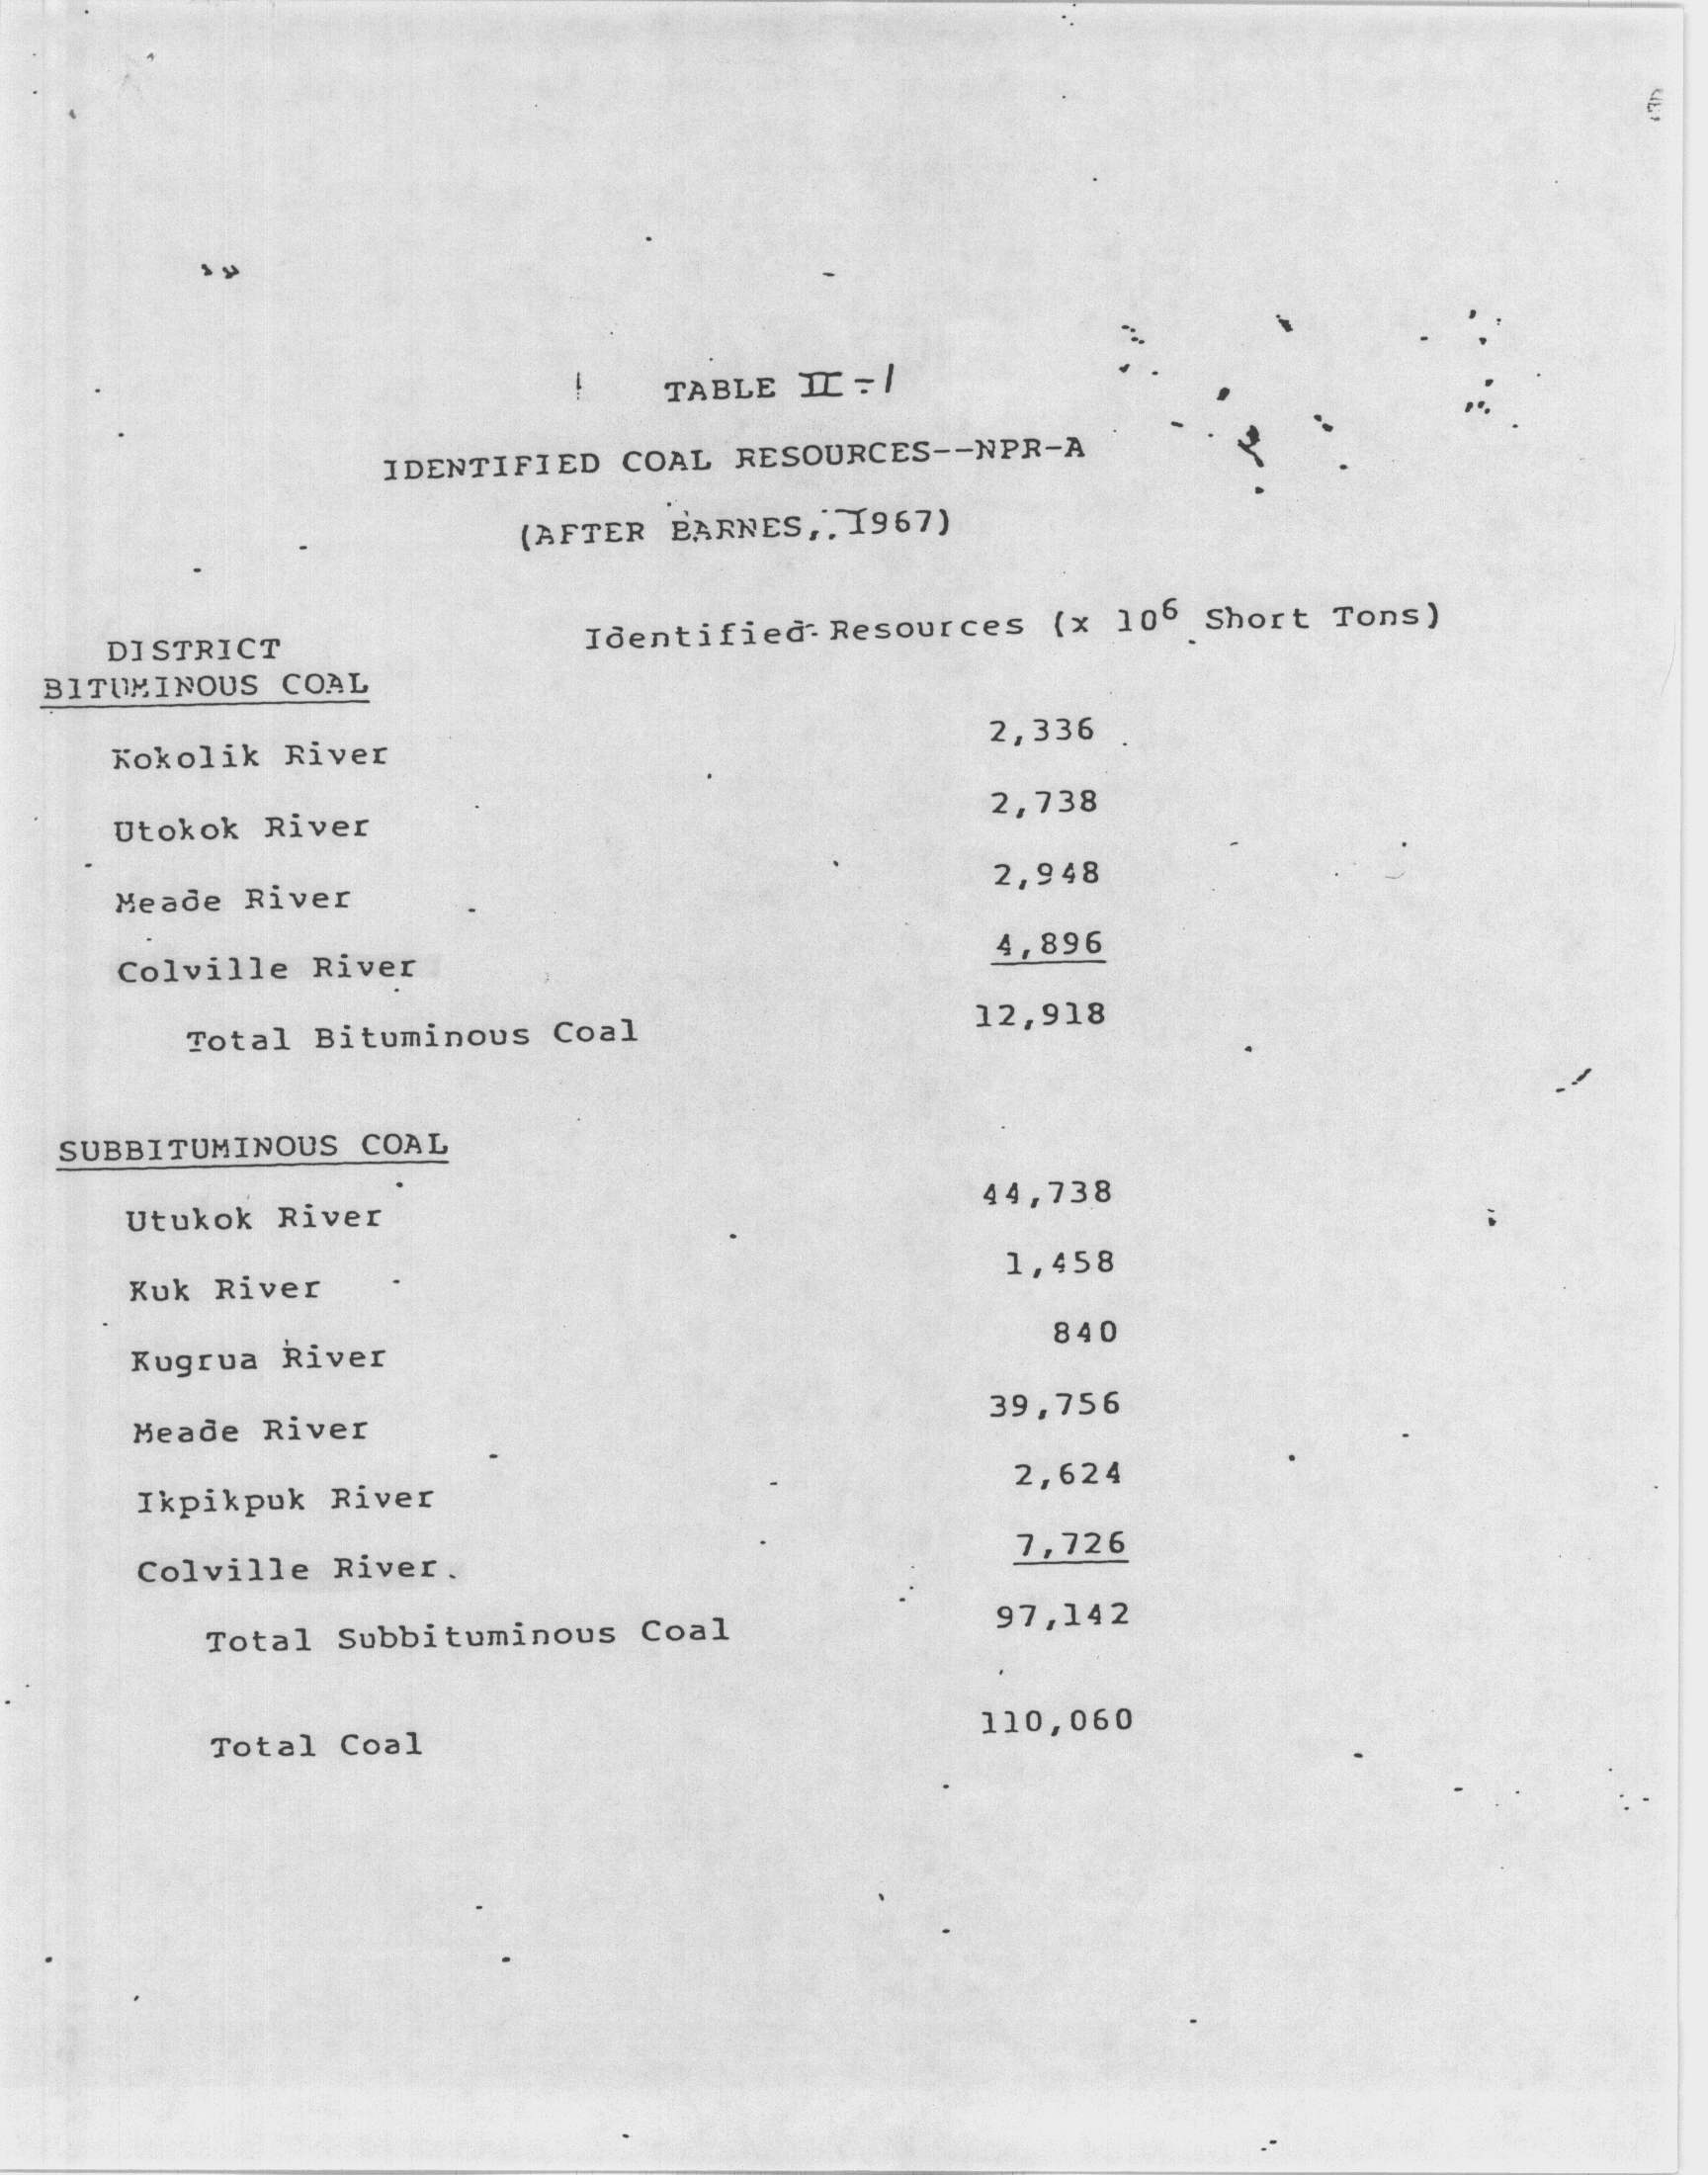 TABLE II-1
IDENTIFIED COAL RESOURCES--NPR-A
(AFTER BARNES, 1967)
DISTRICT Identified Resources (x 10⁶ Short Tons)
BITUMINOUS COAL
Kokolik River 2,336
Utokok River 2,738
Meade River 2,948
Colville River 4,896
Total Bituminous Coal 12,918
SUBBITUMINOUS COAL
Utukok River 44,738
Kuk River 1,458
Kugrua River 840
Meade River 39,756
Ikpikpuk River 2,624
Colville River 7,726
Total Subbituminous Coal 97,142
Total Coal 110,060